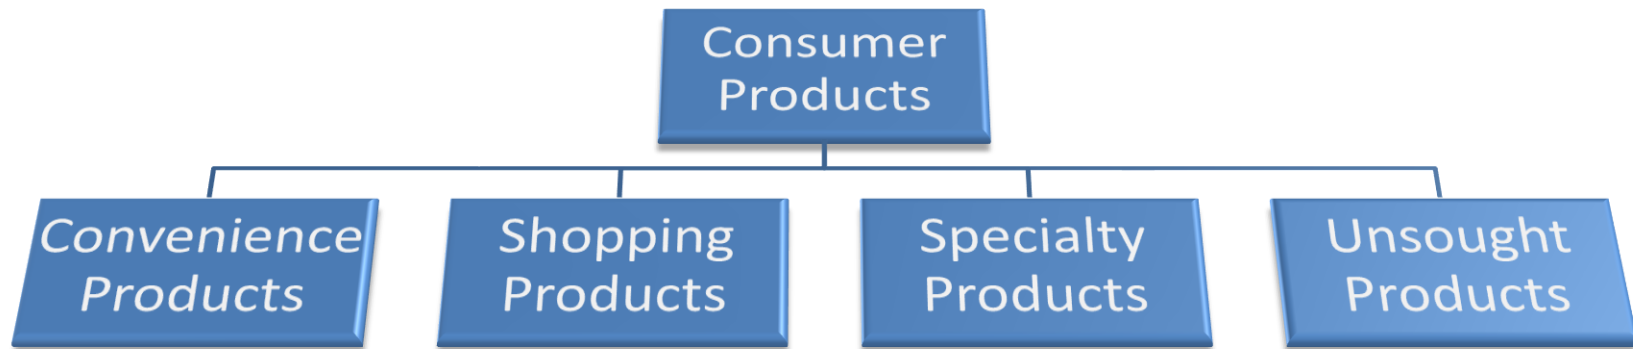 Consumer
Products
Convenience
Products
Shopping
Products
Specialty
Products
Unsought
Products